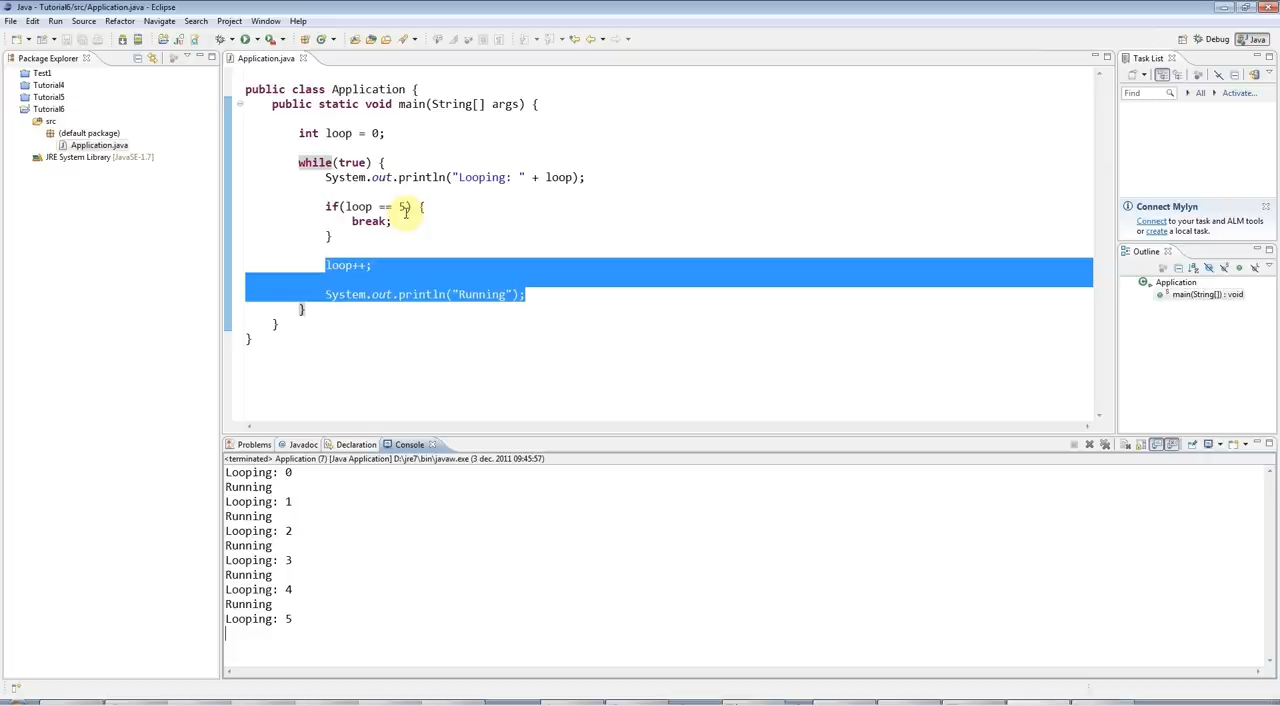 Java - Tutorial6/src/Application.java - Eclipse
File Edit Run Source Refactor Navigate Search Project Run Window Help
Debug Java
Package Explorer
Test1
Tutorial4
Tutorial5
Tutorial6
src
(default package)
Application.java
JRE System Library [JavaSE-1.7]
Application.java
public class Application {
public static void main(String[] args) {
int loop = 0;
while(true) {
System.out.println("Looping: " + loop);
if(loop == 5) {
break;
}
loop++;
System.out.println("Running");
}
}
}
Task List
Find All Activate...
Connect Mylyn
Connect to your task and ALM tools
or create a local task.
Outline
Application
main(String[]) : void
Problems Javadoc Declaration Console
<terminated> Application (7) [Java Application] D:\jre7\bin\javaw.exe (3 dec. 2011 09:45:57)
Looping: 0
Running
Looping: 1
Running
Looping: 2
Running
Looping: 3
Running
Looping: 4
Running
Looping: 5